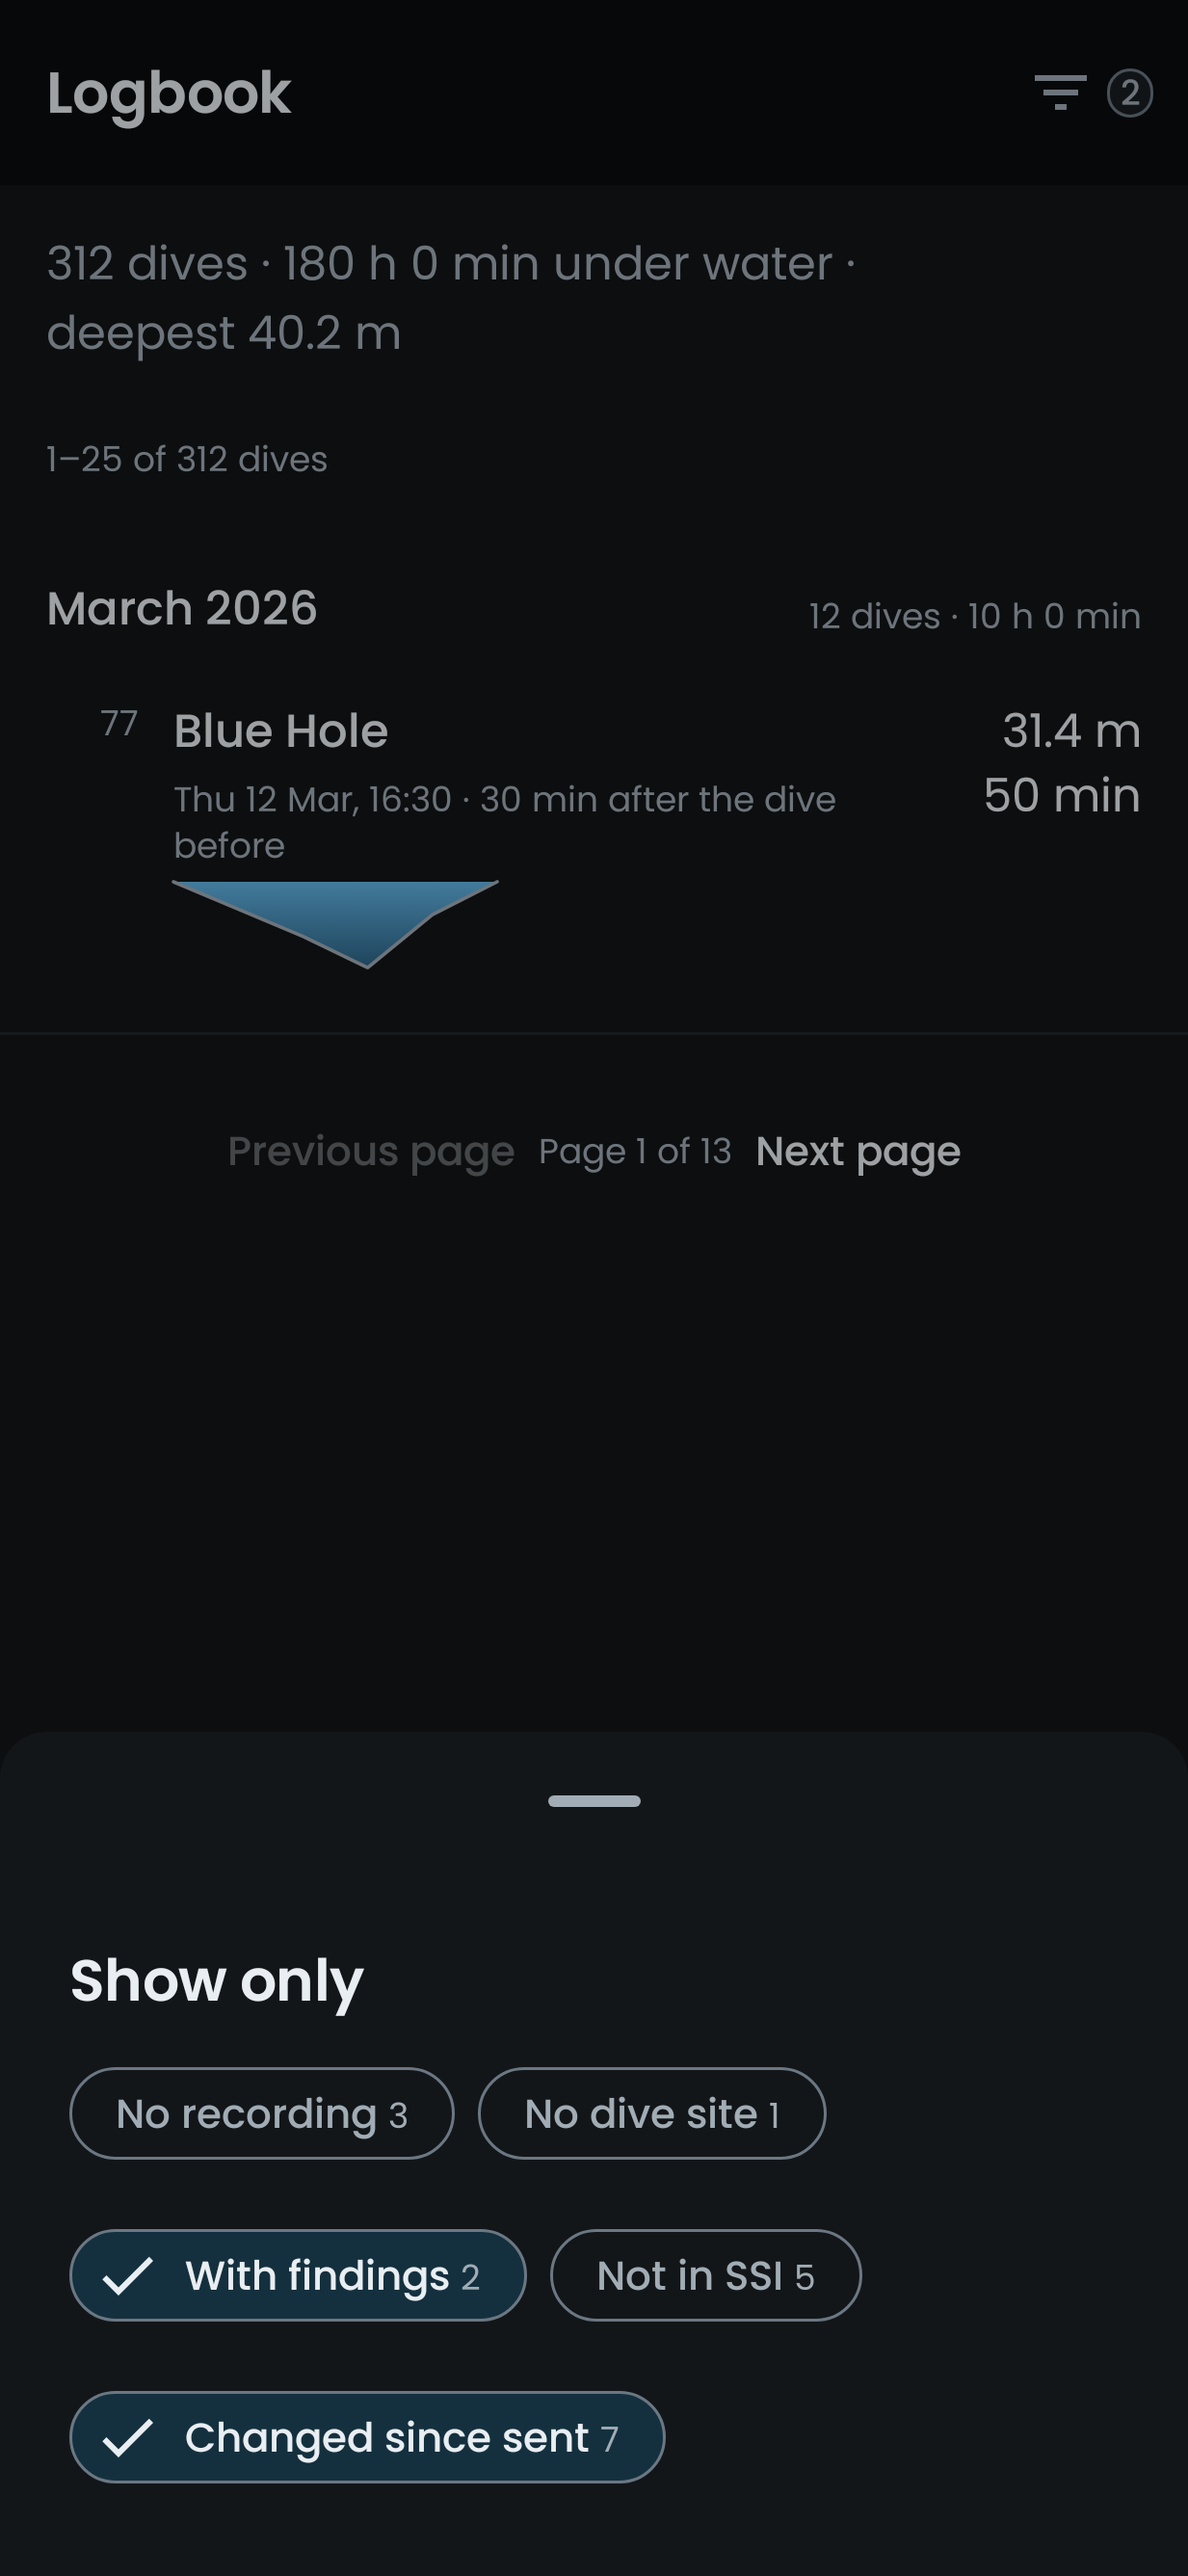 Logbook
2
312 dives · 180 h 0 min under water ·
deepest 40.2 m
1–25 of 312 dives
March 2026
12 dives · 10 h 0 min
77
Blue Hole
31.4 m
Thu 12 Mar, 16:30 · 30 min after the dive
before
50 min
Previous page Page 1 of 13 Next page
Show only
No recording 3 No dive site 1
With findings 2 Not in SSI 5
Changed since sent 7